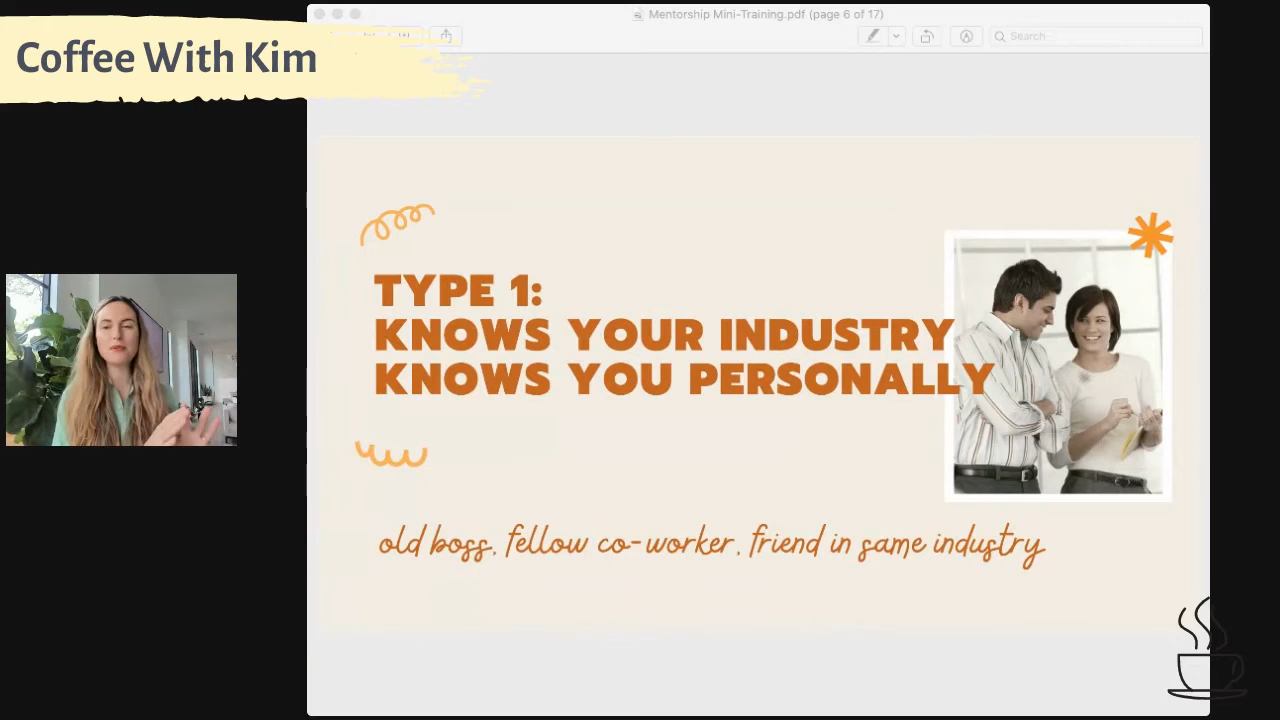 Coffee With Kim
Mentorship Mini-Training.pdf (page 6 of 17)
Search
TYPE 1:
KNOWS YOUR INDUSTRY
KNOWS YOU PERSONALLY
old boss, fellow co-worker, friend in same industry